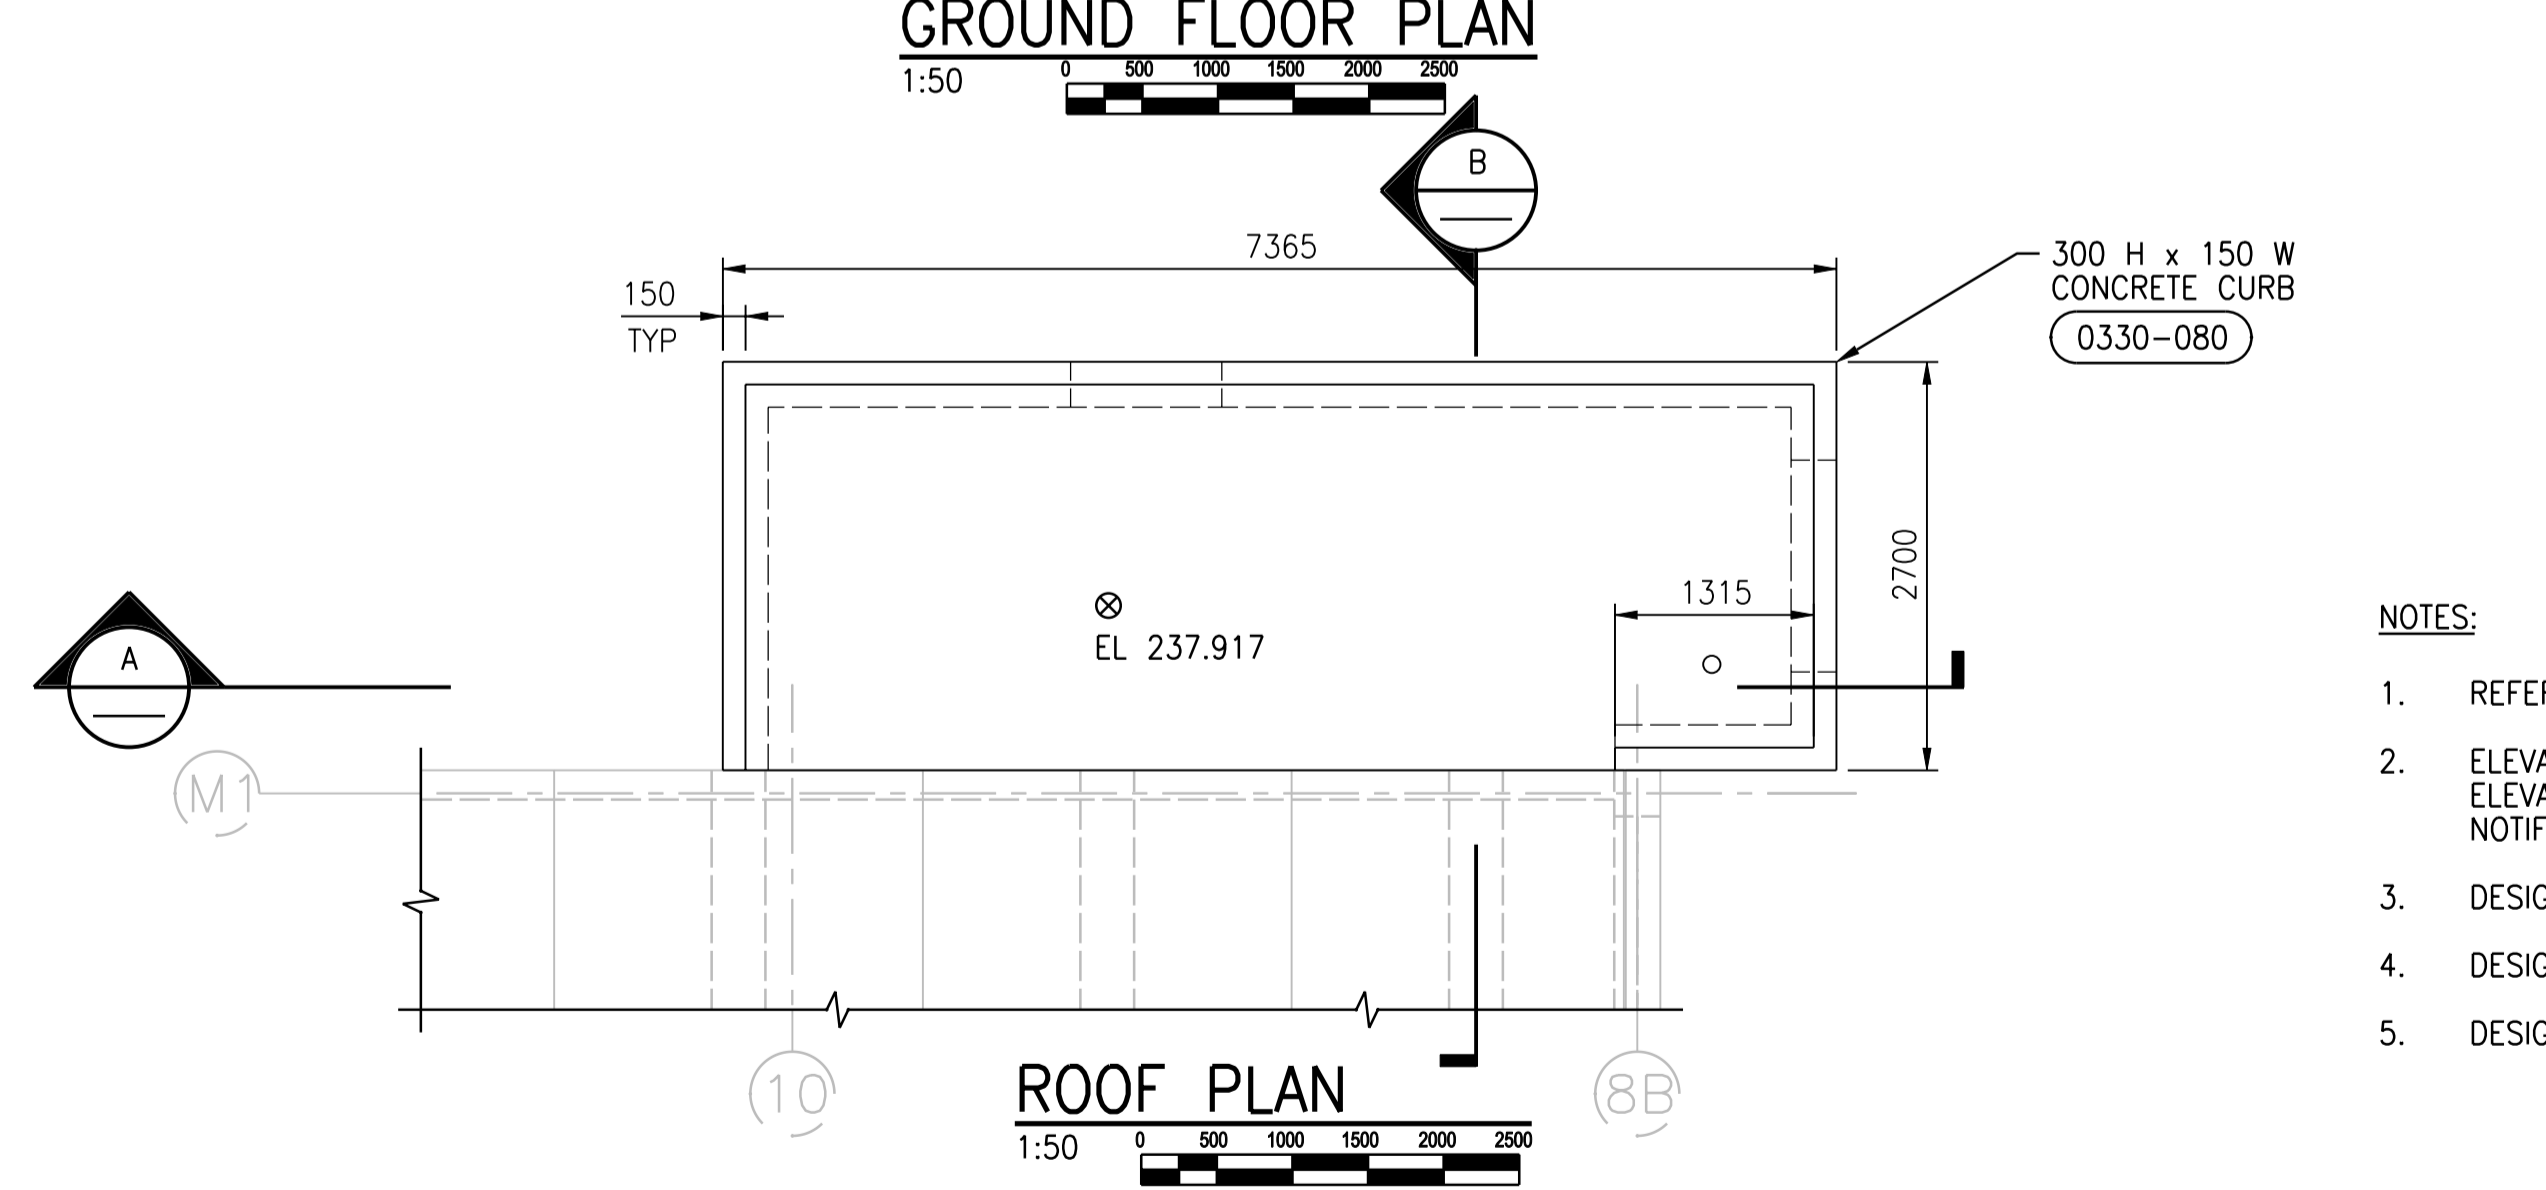 GROUND FLOOR PLAN
1:50
0 500 1000 1500 2000 2500
B
7365
150
TYP
300 H x 150 W
CONCRETE CURB
0330-080
2700
1315
EL 237.917
A
M1
10
8B
ROOF PLAN
1:50
0 500 1000 1500 2000 2500
NOTES:
1.
2.
3.
4.
5.